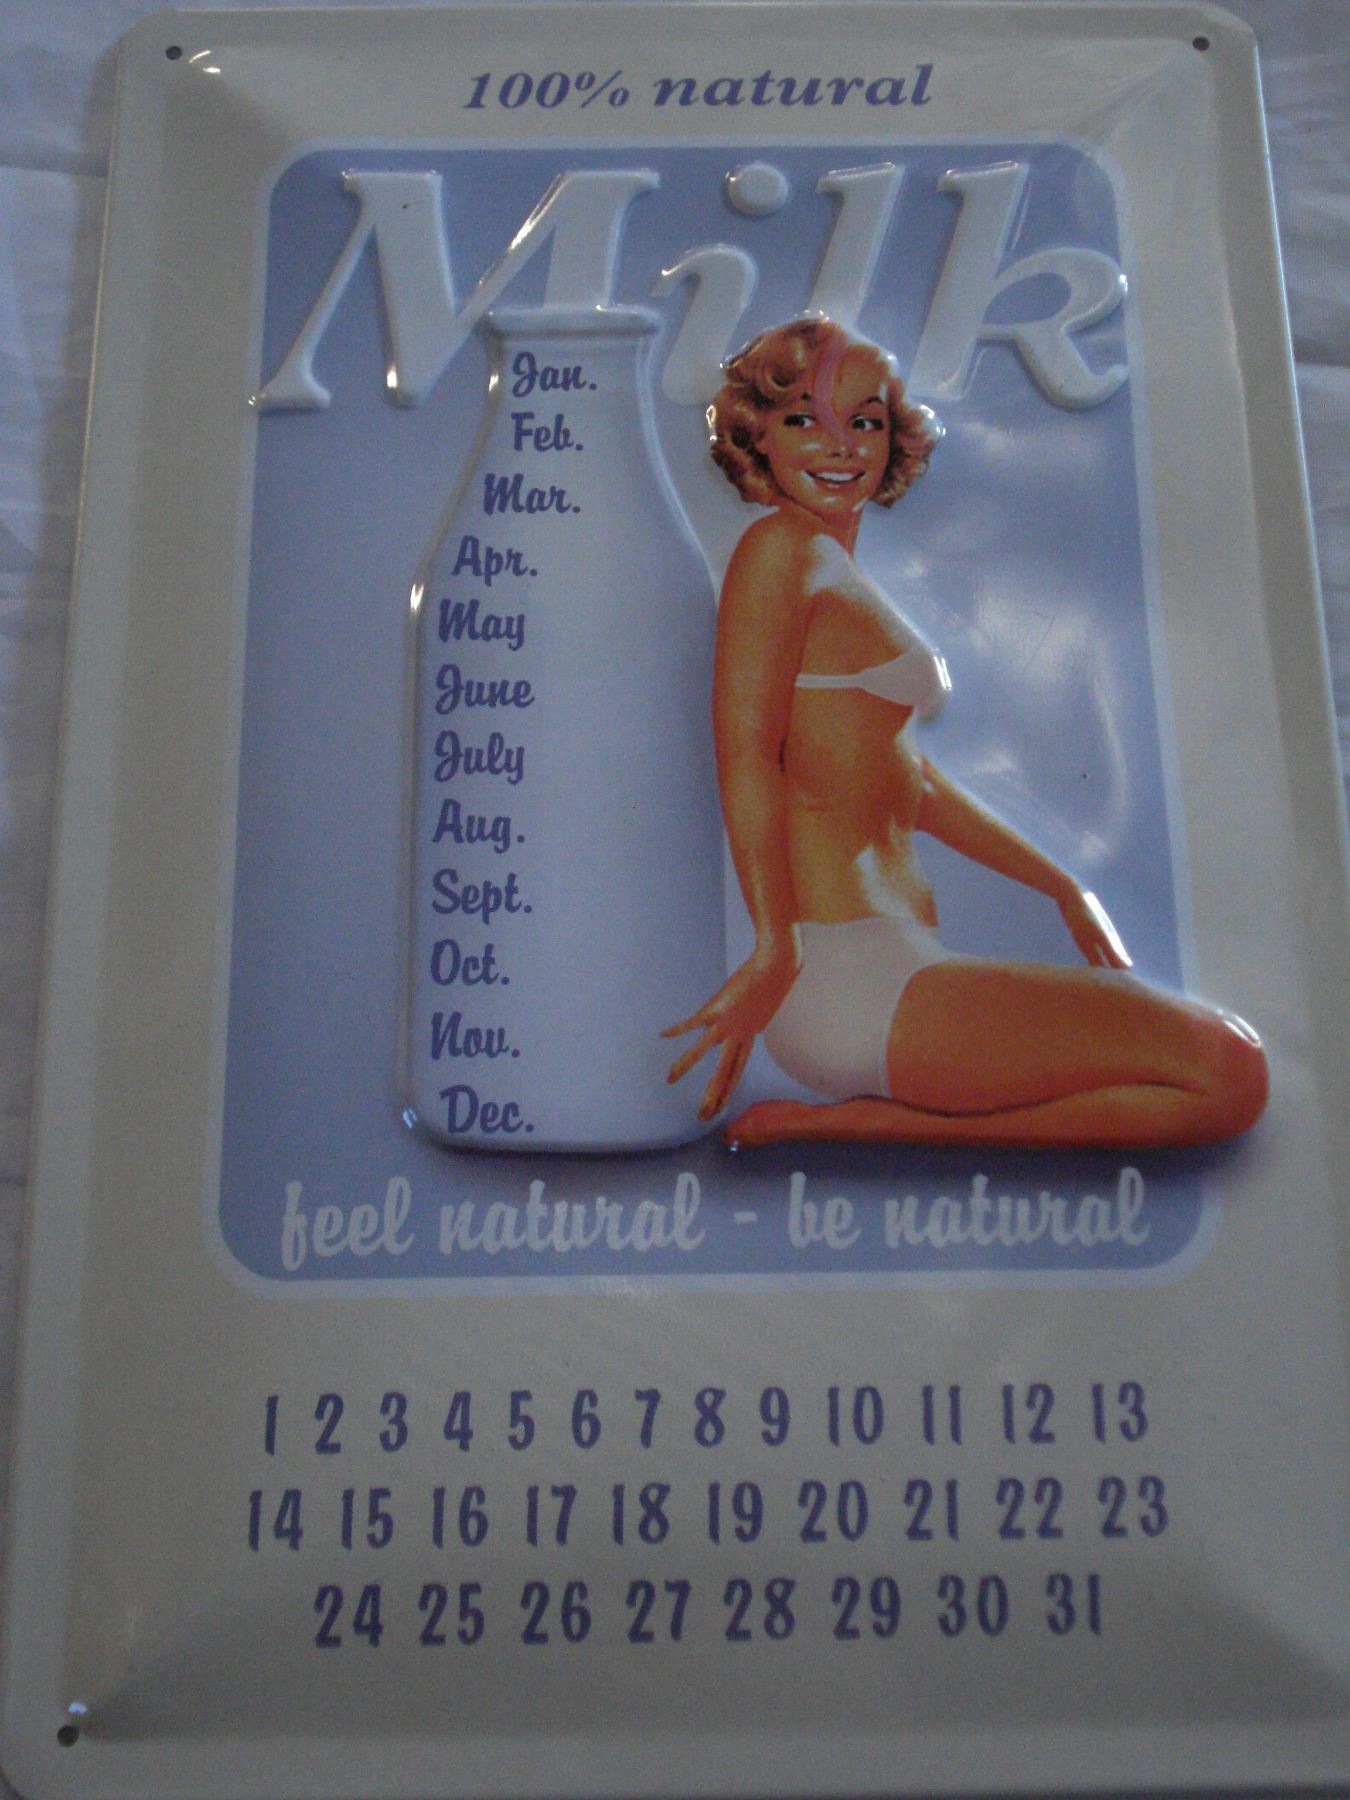 100% natural
Milk
Jan.
Feb.
Mar.
Apr.
May
June
July
Aug.
Sept.
Oct.
Nov.
Dec.
feel natural - be natural
1 2 3 4 5 6 7 8 9 10 11 12 13
14 15 16 17 18 19 20 21 22 23
24 25 26 27 28 29 30 31